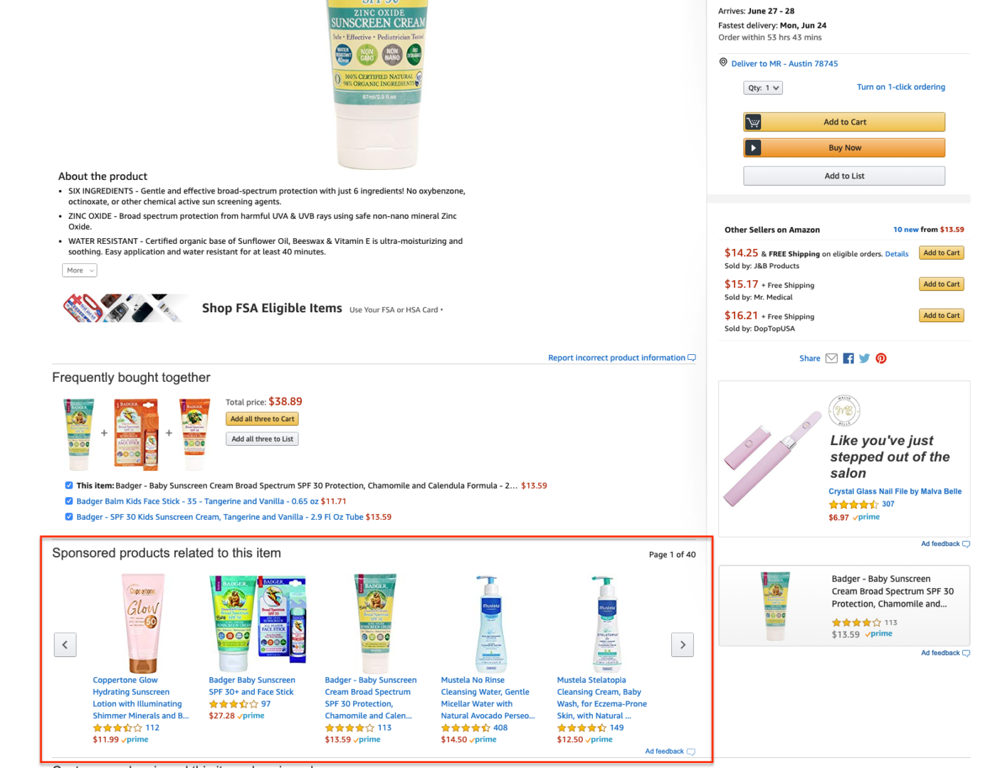 SPF 30
ZINC OXIDE
SUNSCREEN CREAM
Safe • Effective • Pediatrician Tested
WATER RESISTANT 40min
NON GMO
NON NANO
BIO DEGRADABLE
100% CERTIFIED NATURAL
98% ORGANIC INGREDIENTS
87ml/2.9 fl.oz
About the product
• SIX INGREDIENTS - Gentle and effective broad-spectrum protection with just 6 ingredients! No oxybenzone,
octinoxate, or other chemical active sun screening agents.
• ZINC OXIDE - Broad spectrum protection from harmful UVA & UVB rays using safe non-nano mineral Zinc
Oxide.
• WATER RESISTANT - Certified organic base of Sunflower Oil, Beeswax & Vitamin E is ultra-moisturizing and
soothing. Easy application and water resistant for at least 40 minutes.
More
Shop FSA Eligible Items Use Your FSA or HSA Card ‣
Report incorrect product information
Arrives: June 27 - 28
Fastest delivery: Mon, Jun 24
Order within 53 hrs 43 mins
Deliver to MR - Austin 78745
Qty: 1
Turn on 1-click ordering
Add to Cart
Buy Now
Add to List
Other Sellers on Amazon
10 new from $13.59
$14.25 & FREE Shipping on eligible orders. Details
Add to Cart
Sold by: J&B Products
$15.17 + Free Shipping
Add to Cart
Sold by: Mr. Medical
$16.21 + Free Shipping
Add to Cart
Sold by: DopTopUSA
Share
Frequently bought together
BADGER
BADGER
+
+
Total price: $38.89
Add all three to Cart
Add all three to List
This item: Badger - Baby Sunscreen Cream Broad Spectrum SPF 30 Protection, Chamomile and Calendula Formula - 2... $13.59
Badger Balm Kids Face Stick - 35 - Tangerine and Vanilla - 0.65 oz $11.71
Badger - SPF 30 Kids Sunscreen Cream, Tangerine and Vanilla - 2.9 Fl Oz Tube $13.59
MALVA
MB
BELLE
Like you've just
stepped out of the
salon
Crystal Glass Nail File by Malva Belle
307
$6.97 prime
Ad feedback
Badger - Baby Sunscreen
Cream Broad Spectrum SPF 30
Protection, Chamomile and...
113
$13.59 prime
Ad feedback
Sponsored products related to this item
Page 1 of 40
Coppertone
Glow
50
BADGER
BADGER
FACE STICK
BADGER
Mustela
Mustela
STELATOPIA
Coppertone Glow
Hydrating Sunscreen
Lotion with Illuminating
Shimmer Minerals and B...
112
$11.99 prime
Badger Baby Sunscreen
SPF 30+ and Face Stick
97
$27.28 prime
Badger - Baby Sunscreen
Cream Broad Spectrum
SPF 30 Protection,
Chamomile and Calen...
113
$13.59 prime
Mustela No Rinse
Cleansing Water, Gentle
Micellar Water with
Natural Avocado Perseo...
408
$14.50 prime
Mustela Stelatopia
Cleansing Cream, Baby
Wash, for Eczema-Prone
Skin, with Natural ...
149
$12.50 prime
Ad feedback